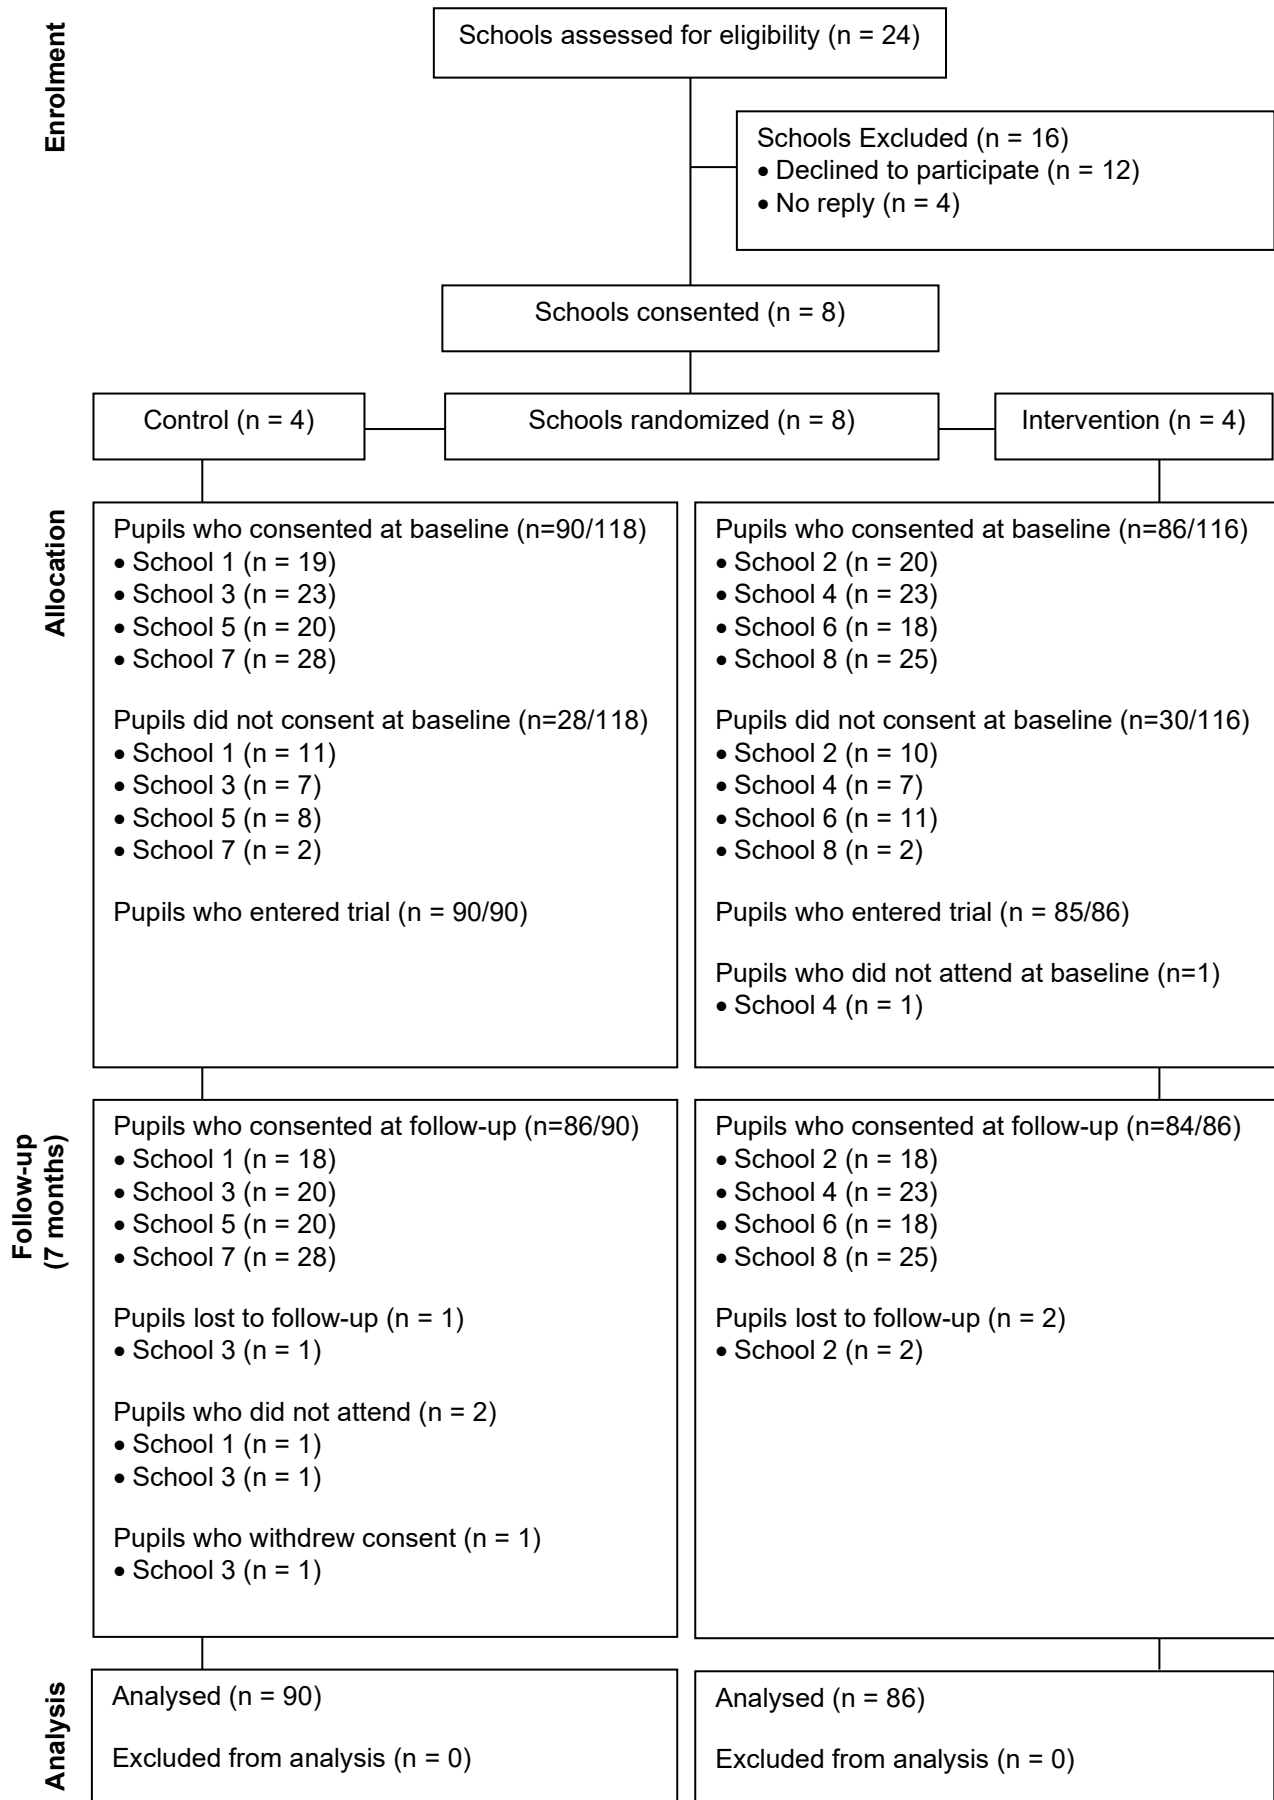 Enrolment
Schools assessed for eligibility (n = 24)
Schools Excluded (n = 16)
• Declined to participate (n = 12)
• No reply (n = 4)
Schools consented (n = 8)
Control (n = 4)
Schools randomized (n = 8)
Intervention (n = 4)
Allocation
Pupils who consented at baseline (n=90/118)
• School 1 (n = 19)
• School 3 (n = 23)
• School 5 (n = 20)
• School 7 (n = 28)
Pupils did not consent at baseline (n=28/118)
• School 1 (n = 11)
• School 3 (n = 7)
• School 5 (n = 8)
• School 7 (n = 2)
Pupils who entered trial (n = 90/90)
Pupils who consented at baseline (n=86/116)
• School 2 (n = 20)
• School 4 (n = 23)
• School 6 (n = 18)
• School 8 (n = 25)
Pupils did not consent at baseline (n=30/116)
• School 2 (n = 10)
• School 4 (n = 7)
• School 6 (n = 11)
• School 8 (n = 2)
Pupils who entered trial (n = 85/86)
Pupils who did not attend at baseline (n=1)
• School 4 (n = 1)
Follow-up
(7 months)
Pupils who consented at follow-up (n=86/90)
• School 1 (n = 18)
• School 3 (n = 20)
• School 5 (n = 20)
• School 7 (n = 28)
Pupils lost to follow-up (n = 1)
• School 3 (n = 1)
Pupils who did not attend (n = 2)
• School 1 (n = 1)
• School 3 (n = 1)
Pupils who withdrew consent (n = 1)
• School 3 (n = 1)
Pupils who consented at follow-up (n=84/86)
• School 2 (n = 18)
• School 4 (n = 23)
• School 6 (n = 18)
• School 8 (n = 25)
Pupils lost to follow-up (n = 2)
• School 2 (n = 2)
Analysis
Analysed (n = 90)
Excluded from analysis (n = 0)
Analysed (n = 86)
Excluded from analysis (n = 0)